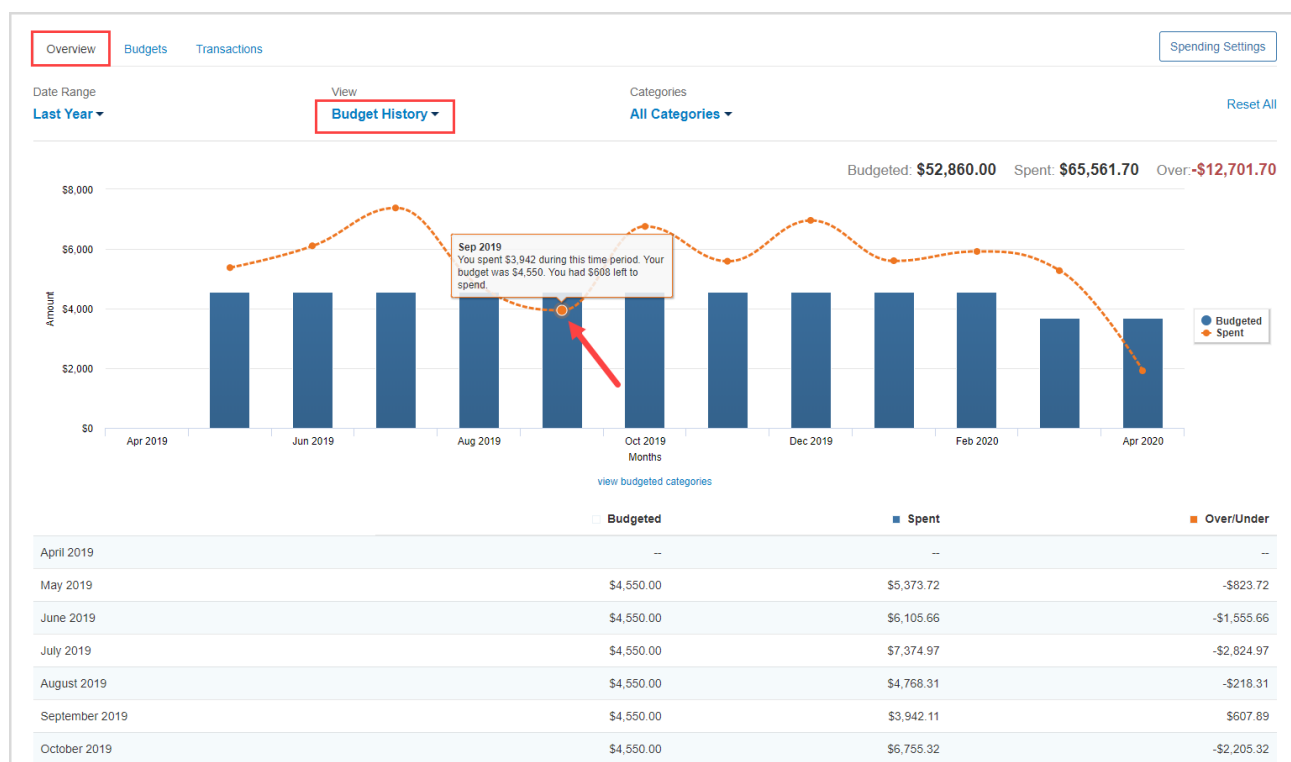 Overview Budgets Transactions Spending Settings
Date Range View Categories
Last Year Budget History All Categories Reset All
Budgeted: $52,860.00 Spent: $65,561.70 Over:-$12,701.70
$8,000
$6,000
$4,000
$2,000
$0
Amount
Sep 2019
You spent $3,942 during this time period. Your
budget was $4,550. You had $608 left to
spend.
Budgeted
Spent
Apr 2019 Jun 2019 Aug 2019 Oct 2019 Dec 2019 Feb 2020 Apr 2020
Months
view budgeted categories
Budgeted Spent Over/Under
April 2019 -- -- --
May 2019 $4,550.00 $5,373.72 -$823.72
June 2019 $4,550.00 $6,105.66 -$1,555.66
July 2019 $4,550.00 $7,374.97 -$2,824.97
August 2019 $4,550.00 $4,768.31 -$218.31
September 2019 $4,550.00 $3,942.11 $607.89
October 2019 $4,550.00 $6,755.32 -$2,205.32